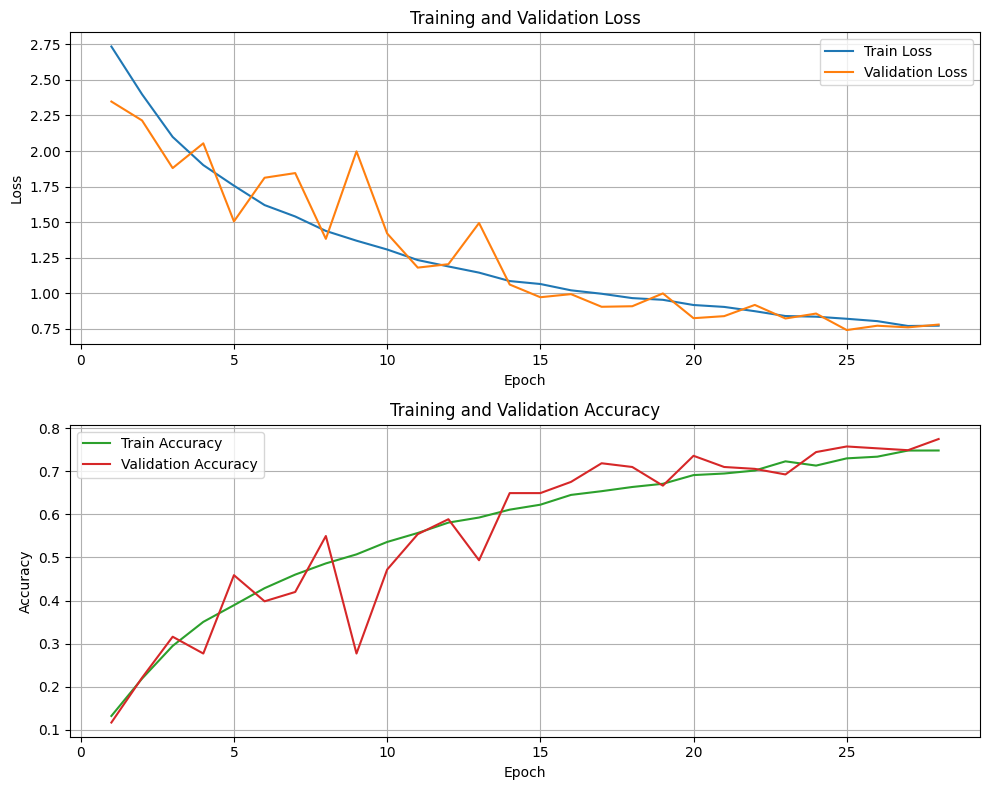 Training and Validation Loss
2.75
2.50
2.25
2.00
1.75
1.50
1.25
1.00
0.75
Loss
Train Loss
Validation Loss
0 5 10 15 20 25
Epoch
Training and Validation Accuracy
0.8
0.7
0.6
0.5
0.4
0.3
0.2
0.1
Accuracy
Train Accuracy
Validation Accuracy
0 5 10 15 20 25
Epoch